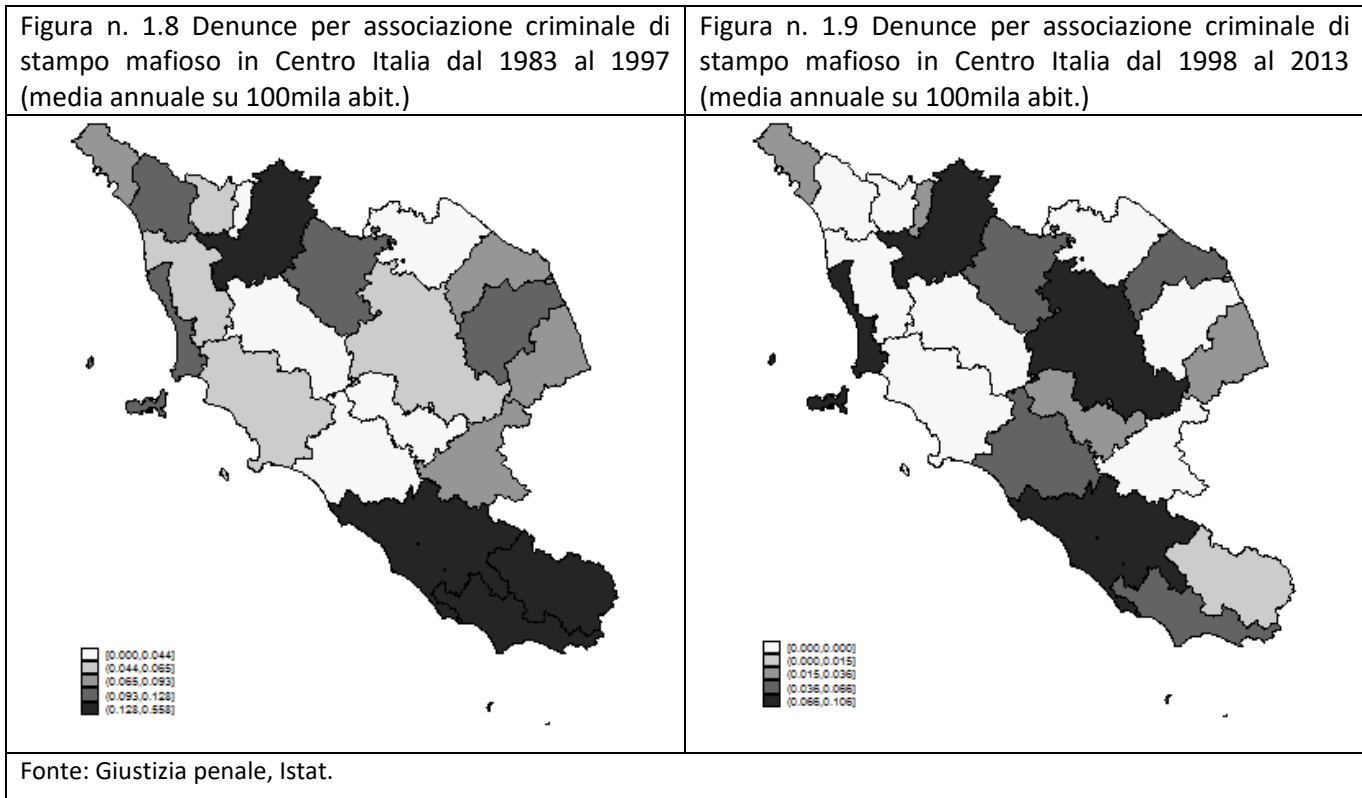 Figura n. 1.8 Denunce per associazione criminale di
stampo mafioso in Centro Italia dal 1983 al 1997
(media annuale su 100mila abit.)
Figura n. 1.9 Denunce per associazione criminale di
stampo mafioso in Centro Italia dal 1998 al 2013
(media annuale su 100mila abit.)
[0.000,0.044]
(0.044,0.065]
(0.065,0.093]
(0.093,0.128]
(0.128,0.558]
[0.000,0.000]
(0.000,0.015]
(0.015,0.036]
(0.036,0.066]
(0.066,0.106]
Fonte: Giustizia penale, Istat.